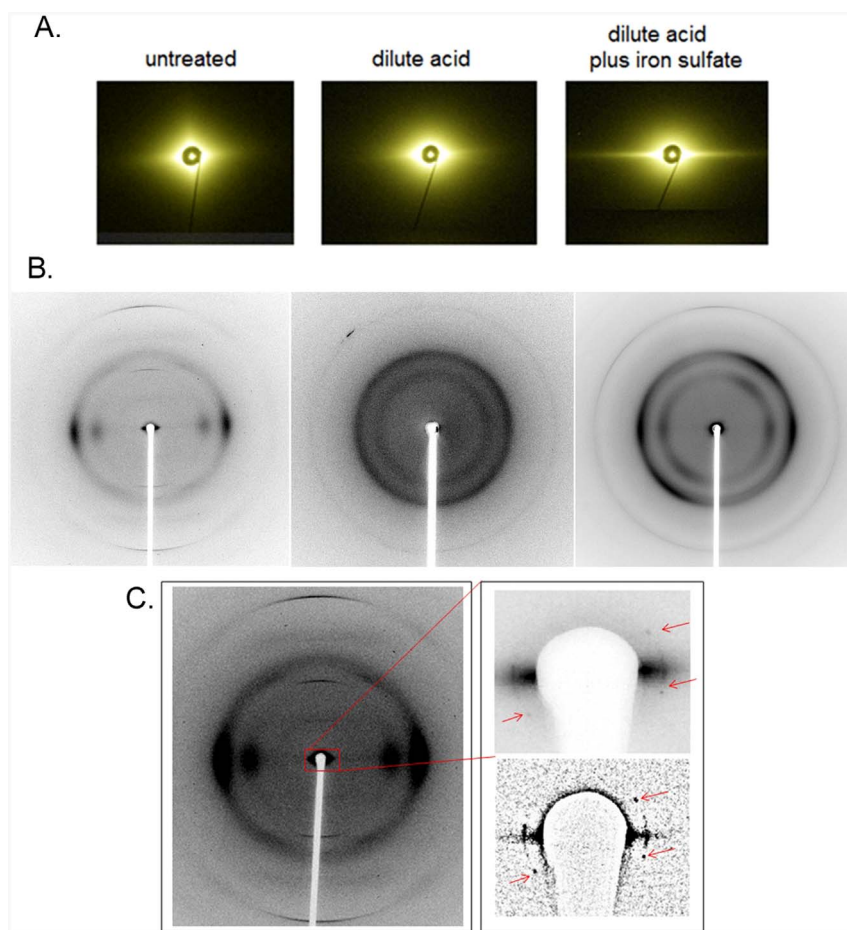 A.
untreated
dilute acid
dilute acid
plus iron sulfate
B.
C.